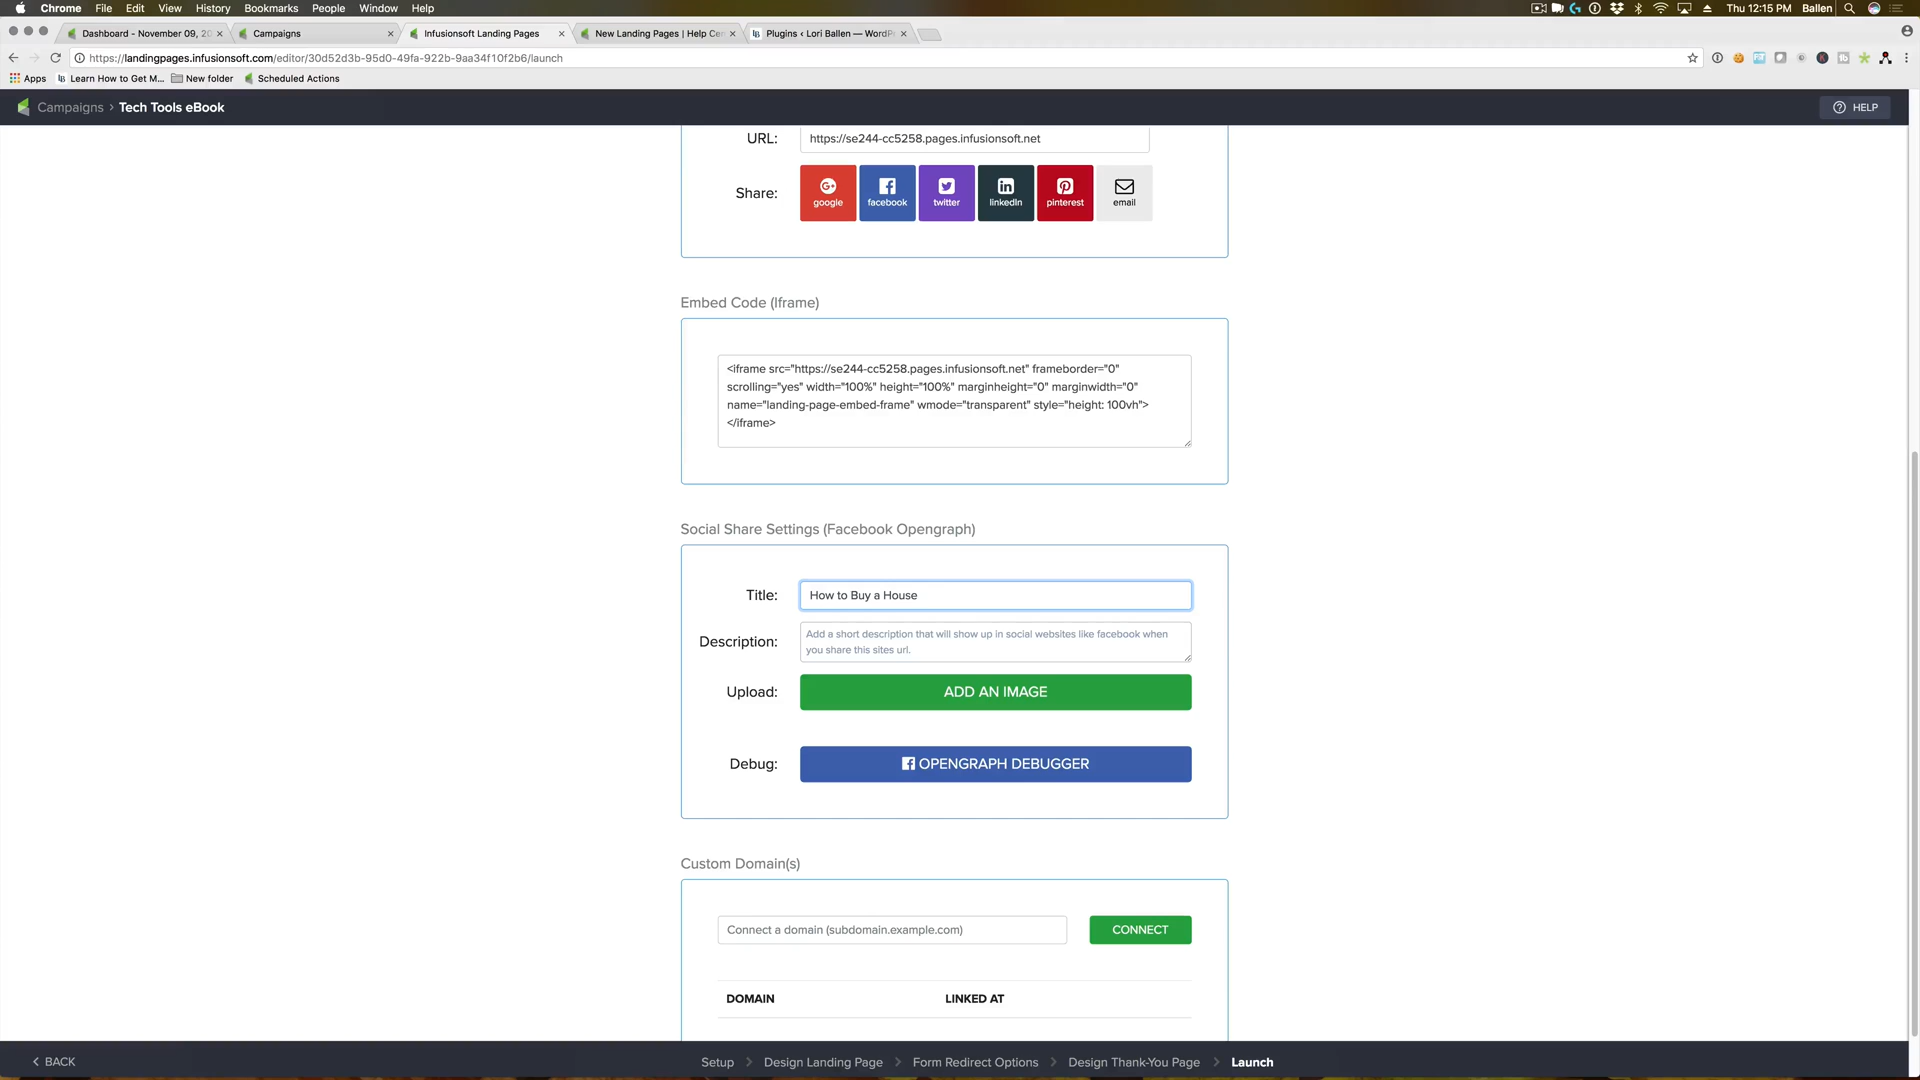 Chrome File Edit View History Bookmarks People Window Help Thu 12:15 PM Ballen
Dashboard - November 09, 20 Campaigns Infusionsoft Landing Pages New Landing Pages | Help Cen Plugins ‹ Lori Ballen — WordP
https://landingpages.infusionsoft.com/editor/30d52d3b-95d0-49fa-922b-9aa34f10f2b6/launch
Apps Learn How to Get M... New folder Scheduled Actions
Campaigns > Tech Tools eBook HELP
URL: https://se244-cc5258.pages.infusionsoft.net
Share: google facebook twitter linkedIn pinterest email
Embed Code (Iframe)
<iframe src="https://se244-cc5258.pages.infusionsoft.net" frameborder="0"
scrolling="yes" width="100%" height="100%" marginheight="0" marginwidth="0"
name="landing-page-embed-frame" wmode="transparent" style="height: 100vh">
</iframe>
Social Share Settings (Facebook Opengraph)
Title: How to Buy a House
Description: Add a short description that will show up in social websites like facebook when
you share this sites url.
Upload: ADD AN IMAGE
Debug: OPENGRAPH DEBUGGER
Custom Domain(s)
Connect a domain (subdomain.example.com) CONNECT
DOMAIN LINKED AT
BACK Setup > Design Landing Page > Form Redirect Options > Design Thank-You Page > Launch